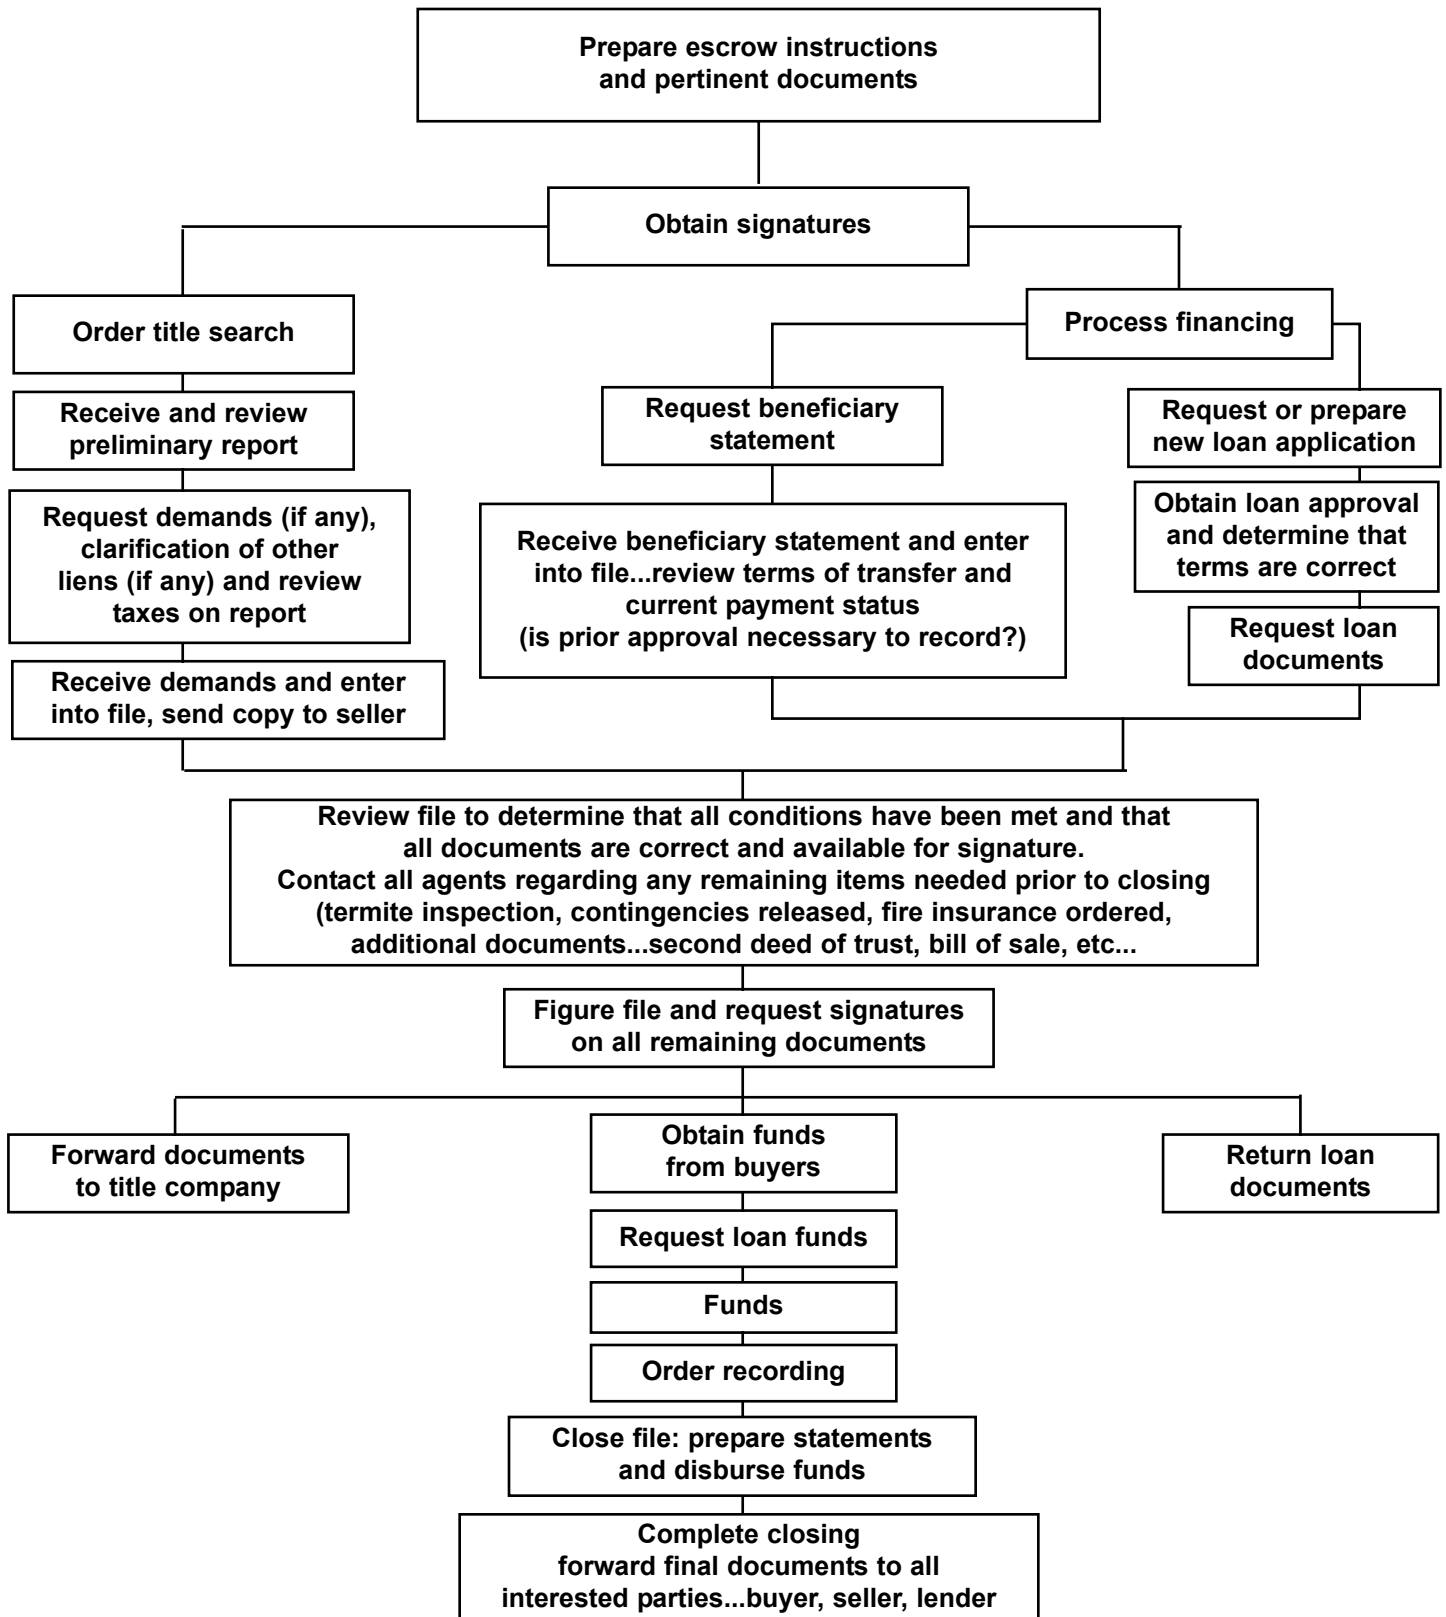 Prepare escrow instructions
and pertinent documents
Obtain signatures
Order title search
Process financing
Receive and review
preliminary report
Request beneficiary
statement
Request or prepare
new loan application
Request demands (if any),
clarification of other
liens (if any) and review
taxes on report
Receive beneficiary statement and enter
into file...review terms of transfer and
current payment status
(is prior approval necessary to record?)
Obtain loan approval
and determine that
terms are correct
Request loan
documents
Receive demands and enter
into file, send copy to seller
Review file to determine that all conditions have been met and that
all documents are correct and available for signature.
Contact all agents regarding any remaining items needed prior to closing
(termite inspection, contingencies released, fire insurance ordered,
additional documents...second deed of trust, bill of sale, etc...
Figure file and request signatures
on all remaining documents
Forward documents
to title company
Obtain funds
from buyers
Return loan
documents
Request loan funds
Funds
Order recording
Close file: prepare statements
and disburse funds
Complete closing
forward final documents to all
interested parties...buyer, seller, lender